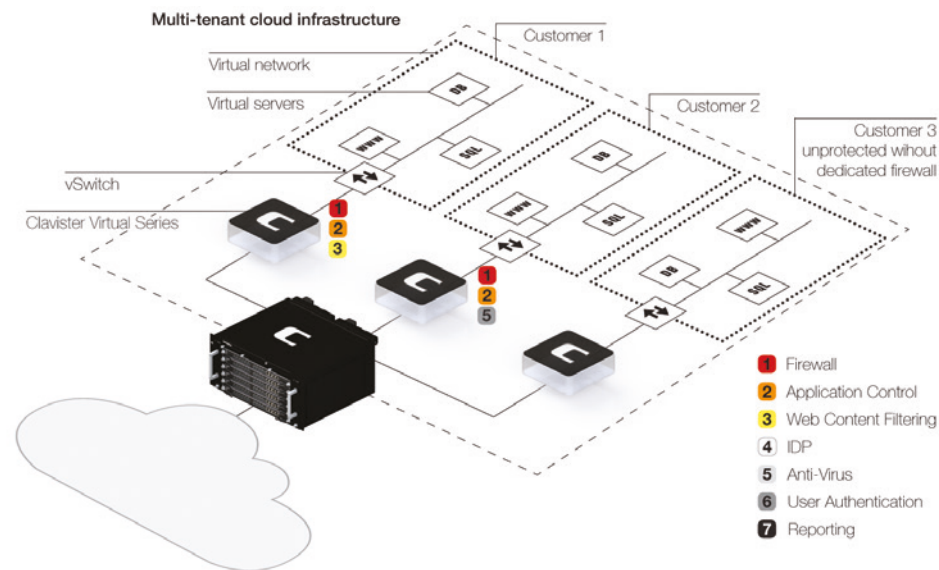 Multi-tenant cloud infrastructure
Customer 1
Virtual network
Virtual servers
DB
Customer 2
WWW
SQL
Customer 3
unprotected wihout
dedicated firewall
vSwitch
DB
Clavister Virtual Series
1
2
3
WWW
SQL
WWW
1
2
5
DB
SQL
1 Firewall
2 Application Control
3 Web Content Filtering
4 IDP
5 Anti-Virus
6 User Authentication
7 Reporting